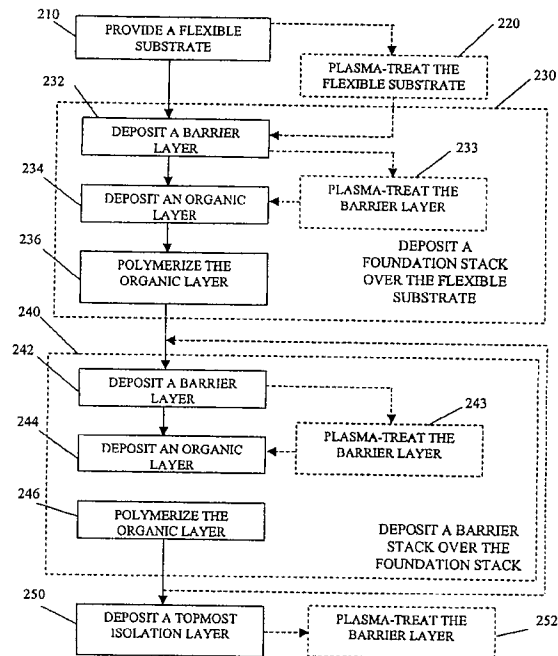 210
PROVIDE A FLEXIBLE
SUBSTRATE
220
PLASMA-TREAT THE
FLEXIBLE SUBSTRATE
230
232
DEPOSIT A BARRIER
LAYER
233
PLASMA-TREAT THE
BARRIER LAYER
234
DEPOSIT AN ORGANIC
LAYER
236
POLYMERIZE THE
ORGANIC LAYER
DEPOSIT A
FOUNDATION STACK
OVER THE FLEXIBLE
SUBSTRATE
240
242
DEPOSIT A BARRIER
LAYER
243
PLASMA-TREAT THE
BARRIER LAYER
244
DEPOSIT AN ORGANIC
LAYER
246
POLYMERIZE THE
ORGANIC LAYER
DEPOSIT A BARRIER
STACK OVER THE
FOUNDATION STACK
250
DEPOSIT A TOPMOST
ISOLATION LAYER
PLASMA-TREAT THE
BARRIER LAYER
252